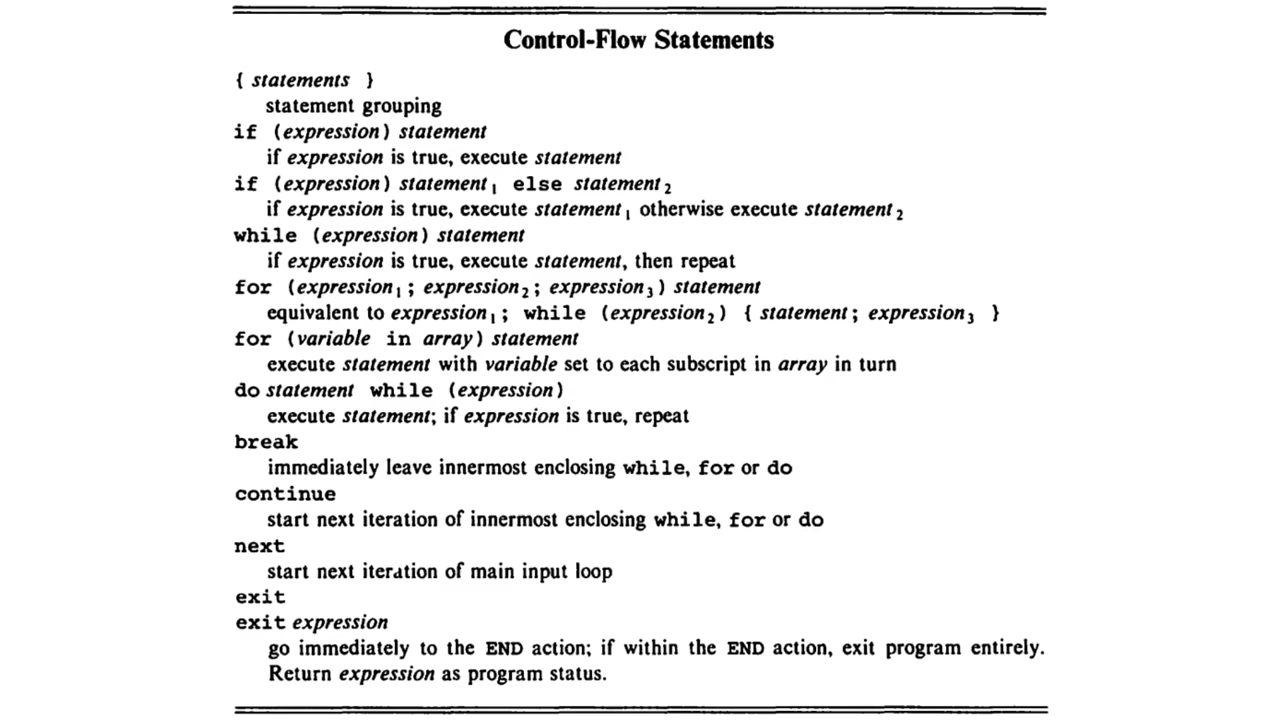 Control-Flow Statements
{ statements }
statement grouping
if (expression) statement
if expression is true, execute statement
if (expression) statement₁ else statement₂
if expression is true, execute statement₁ otherwise execute statement₂
while (expression) statement
if expression is true, execute statement, then repeat
for (expression₁; expression₂; expression₃) statement
equivalent to expression₁; while (expression₂) { statement; expression₃ }
for (variable in array) statement
execute statement with variable set to each subscript in array in turn
do statement while (expression)
execute statement; if expression is true, repeat
break
immediately leave innermost enclosing while, for or do
continue
start next iteration of innermost enclosing while, for or do
next
start next iteration of main input loop
exit
exit expression
go immediately to the END action; if within the END action, exit program entirely.
Return expression as program status.